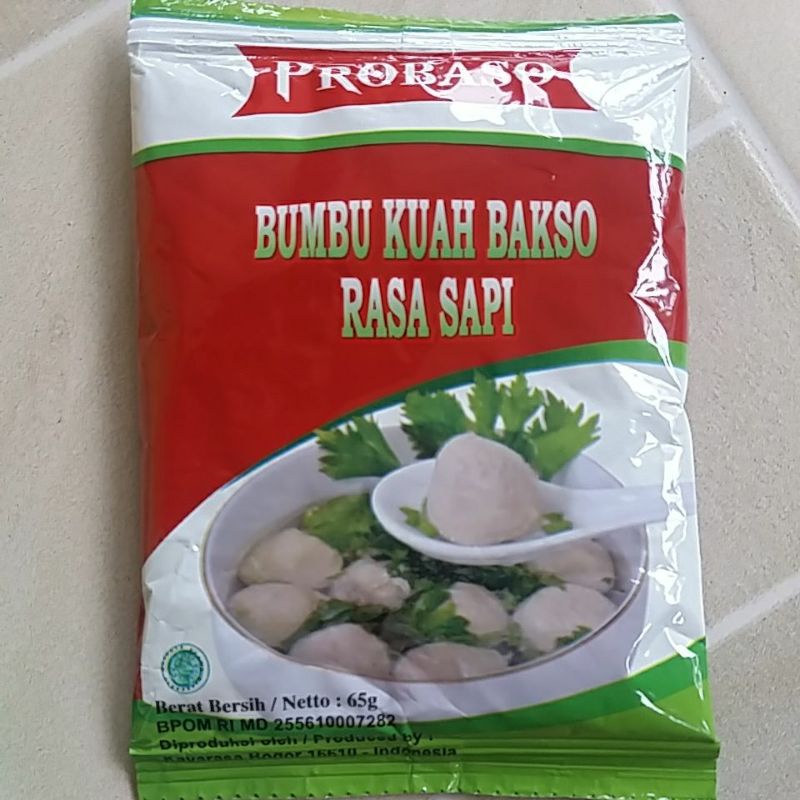 PROBASO
BUMBU KUAH BAKSO
RASA SAPI
Berat Bersih / Netto : 65g
BPOM RI MD 255610007282
Diproduksi oleh / Produced by :
Kayarasa Bogor 16610 - Indonesia